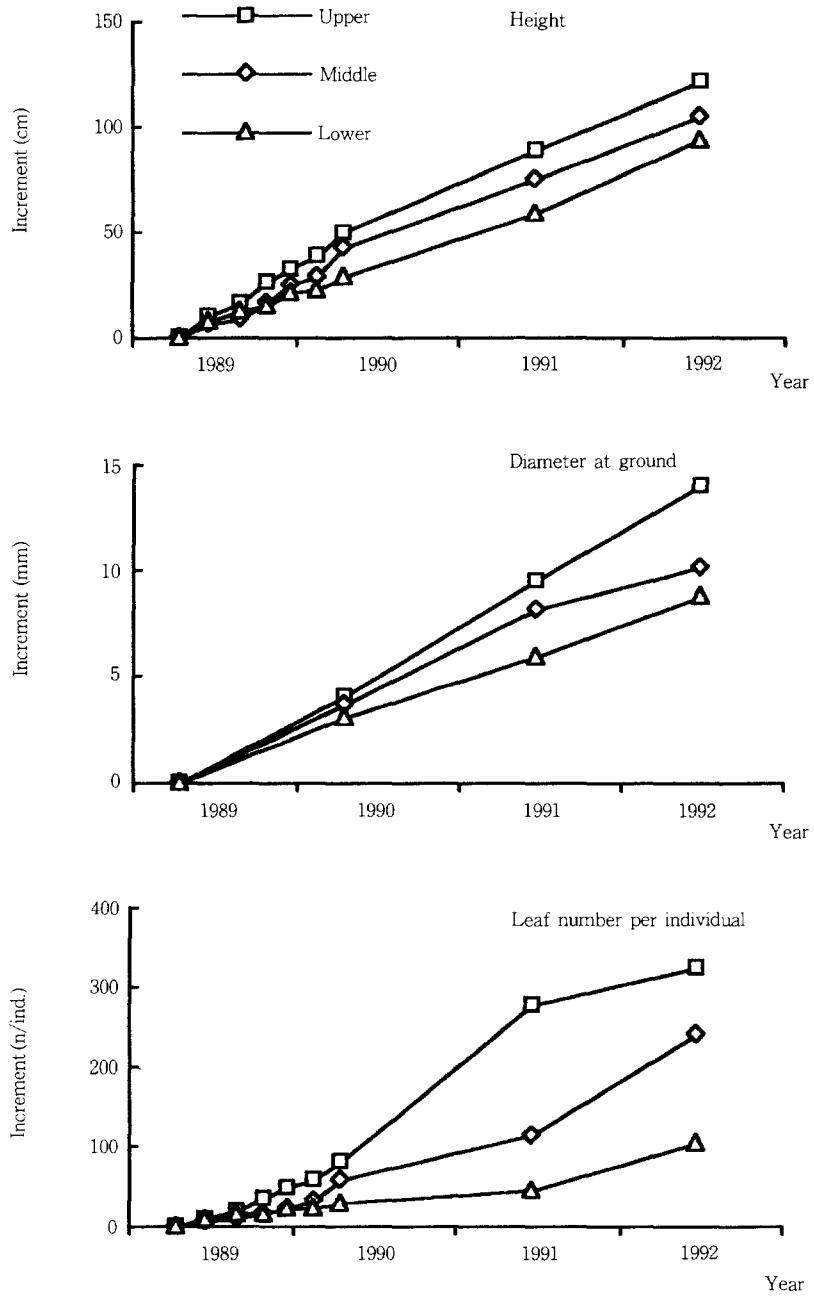 Upper
Middle
Lower
Height
150
100
50
0
Increment (cm)
1989 1990 1991 1992
Year
Diameter at ground
15
10
5
0
Increment (mm)
1989 1990 1991 1992
Year
Leaf number per individual
400
300
200
100
0
Increment (n/ind.)
1989 1990 1991 1992
Year